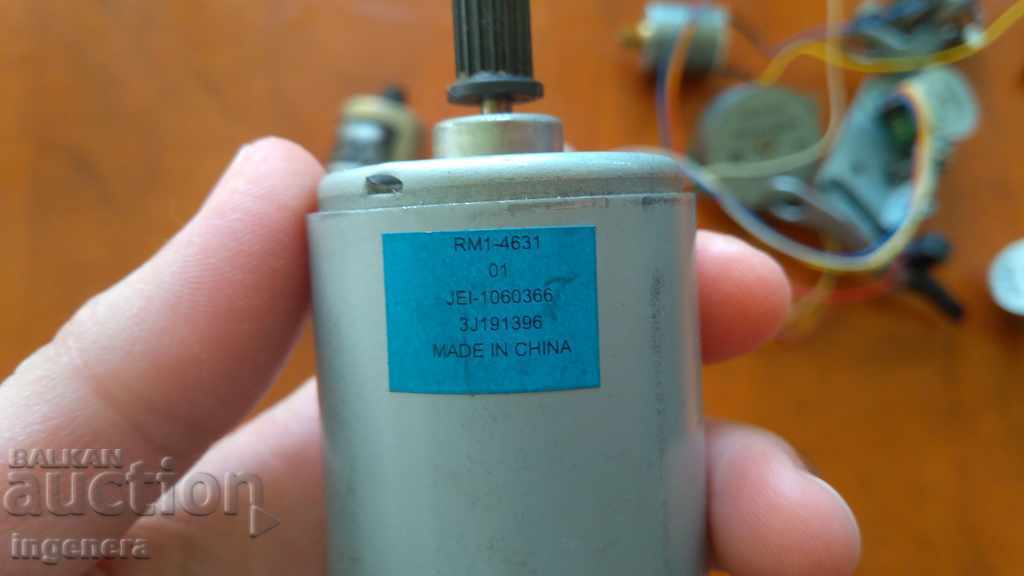 RM1-4631
01
JEI-1060366
3J191396
MADE IN CHINA
BALKAN
auction
ingenera